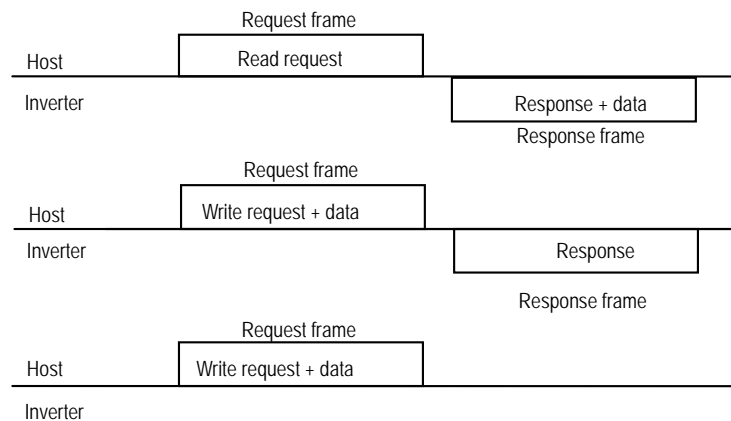 Request frame
Host
Read request
Inverter
Response + data
Response frame
Request frame
Host
Write request + data
Inverter
Response
Response frame
Request frame
Host
Write request + data
Inverter